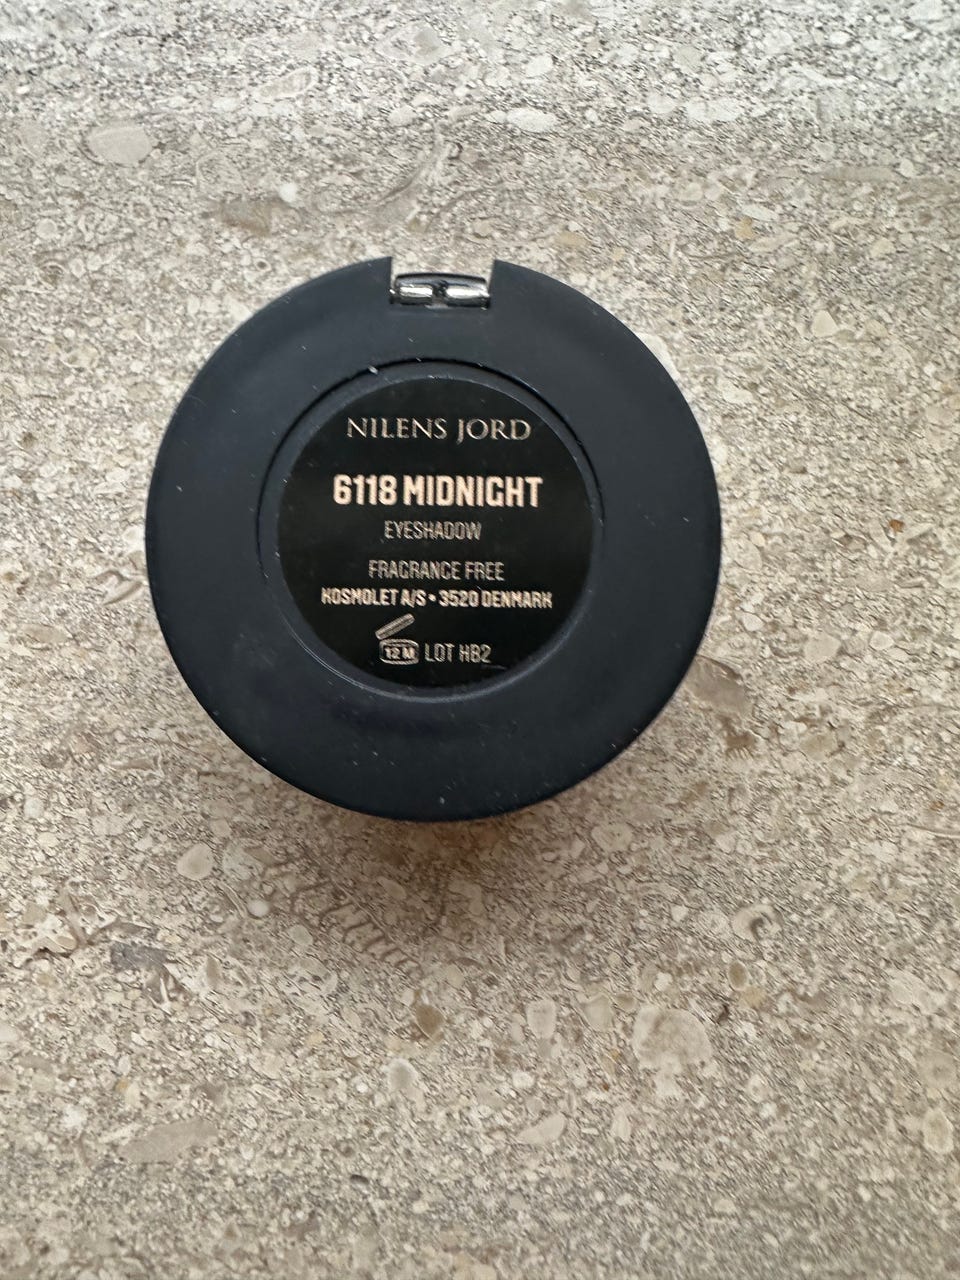 NILENS JORD
6118 MIDNIGHT
EYESHADOW
FRAGRANCE FREE
KOSMOLET A/S • 3520 DENMARK
12 M LOT HB2